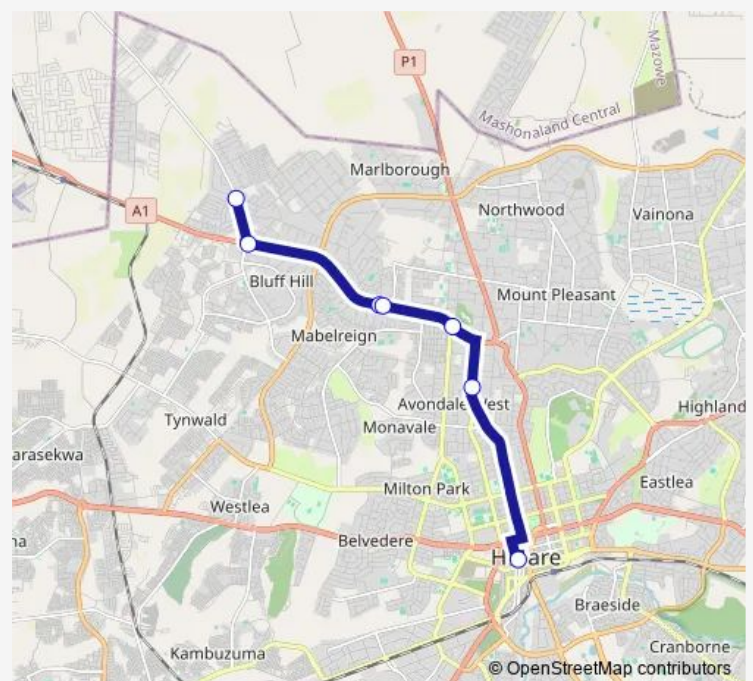 P1
Mazowe
Mashonaland Central
Marlborough
A1
Northwood
Vainona
Bluff Hill
Mount Pleasant
Mabelreign
Avondale West
Highland
Tynwald
Monavale
arasekwa
Eastlea
Milton Park
Westlea
na
Belvedere
Harare
Braeside
Kambuzuma
Cranborne
© OpenStreetMap contributors